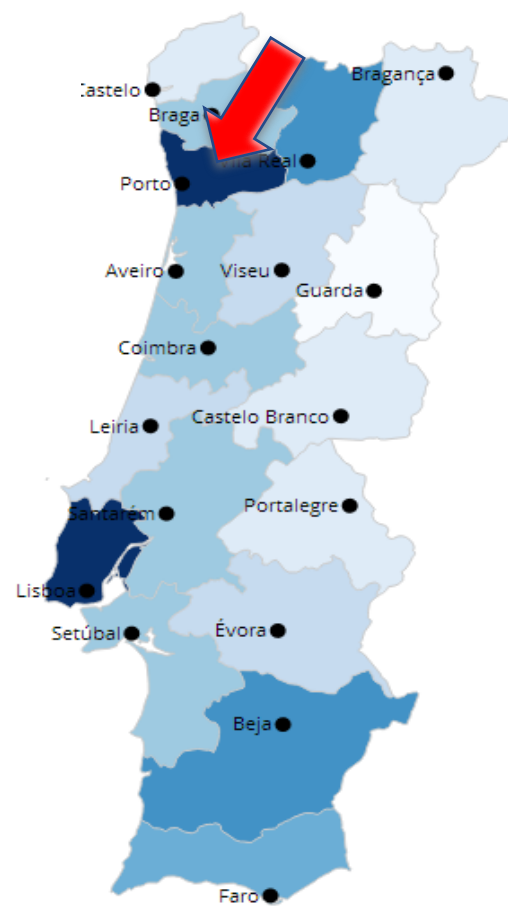 Castelo
Bragança
Braga
Vila Real
Porto
Aveiro
Viseu
Guarda
Coimbra
Castelo Branco
Leiria
Portalegre
Santarém
Lisboa
Évora
Setúbal
Beja
Faro